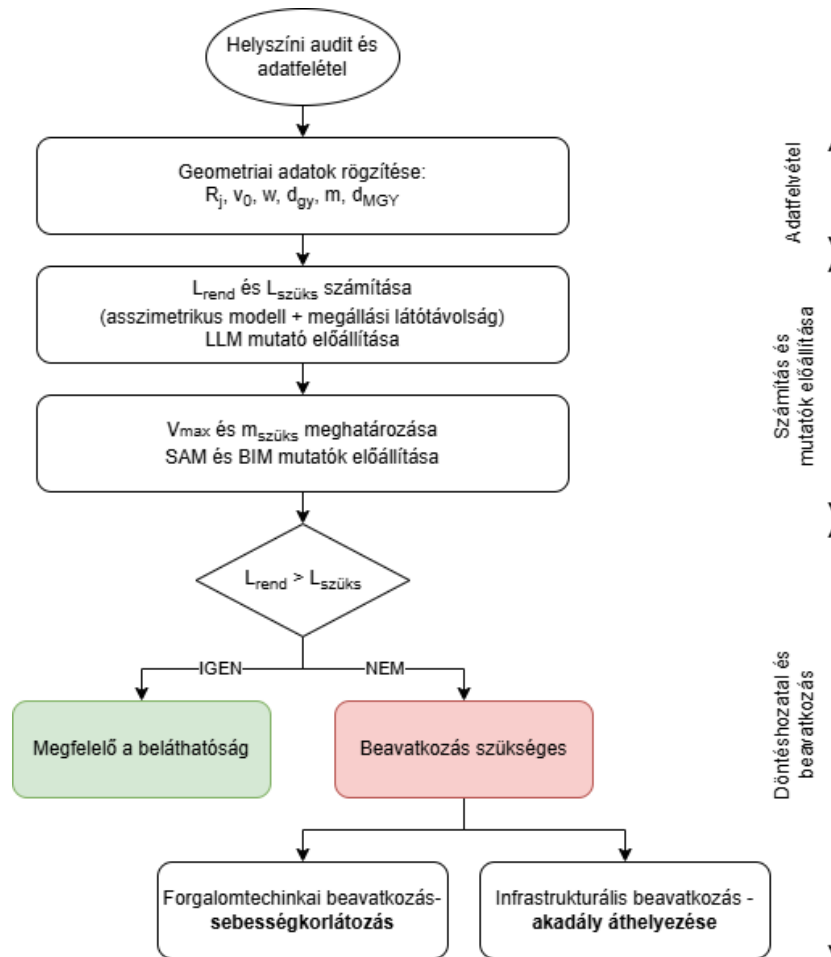 Helyszíni audit és
adatfelétel
Geometriai adatok rögzítése:
Rj, v0, w, dgy, m, dMGY
Adatfelvétel
Lrend és Lszüks számítása
(asszimetrikus modell + megállási látótávolság)
LLM mutató előállítása
Számítás és
mutatók előállítása
Vmax és mszüks meghatározása
SAM és BIM mutatók előállítása
Lrend > Lszüks
IGEN
NEM
Megfelelő a beláthatóság
Beavatkozás szükséges
Döntéshozatal és
beavatkozás
Forgalomtechinkai beavatkozás-
sebességkorlátozás
Infrastrukturális beavatkozás -
akadály áthelyezése